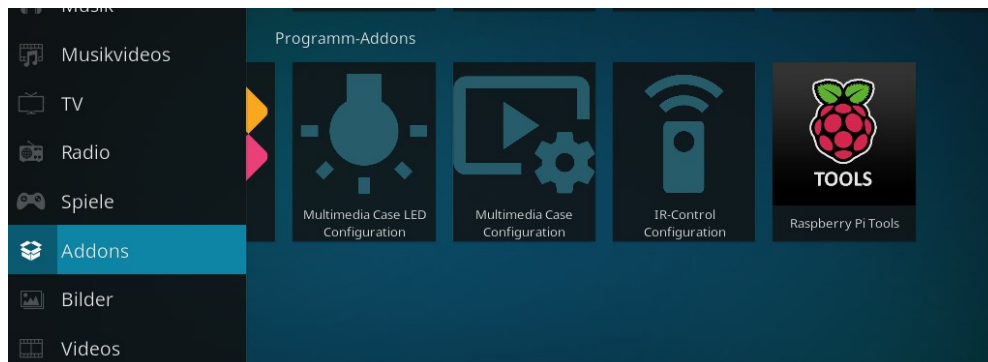 Musik
Musikvideos
TV
Radio
Spiele
Addons
Bilder
Videos
Programm-Addons
Multimedia Case LED
Configuration
Multimedia Case
Configuration
IR-Control
Configuration
TOOLS
Raspberry Pi Tools